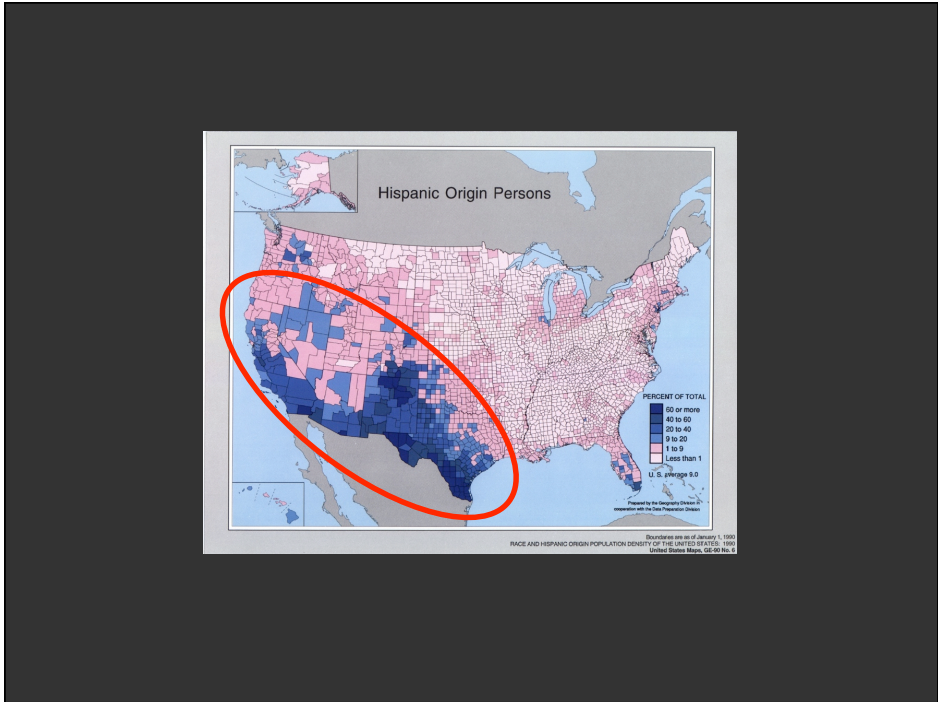 Hispanic Origin Persons
PERCENT OF TOTAL
60 or more
40 to 60
20 to 40
9 to 20
1 to 9
Less than 1
U. S. average 9.0
Prepared by the Geography Division in
cooperation with the Data Preparation Division
Boundaries are as of January 1, 1990
RACE AND HISPANIC ORIGIN POPULATION DENSITY OF THE UNITED STATES: 1990
United States Maps, GE-90 No. 6